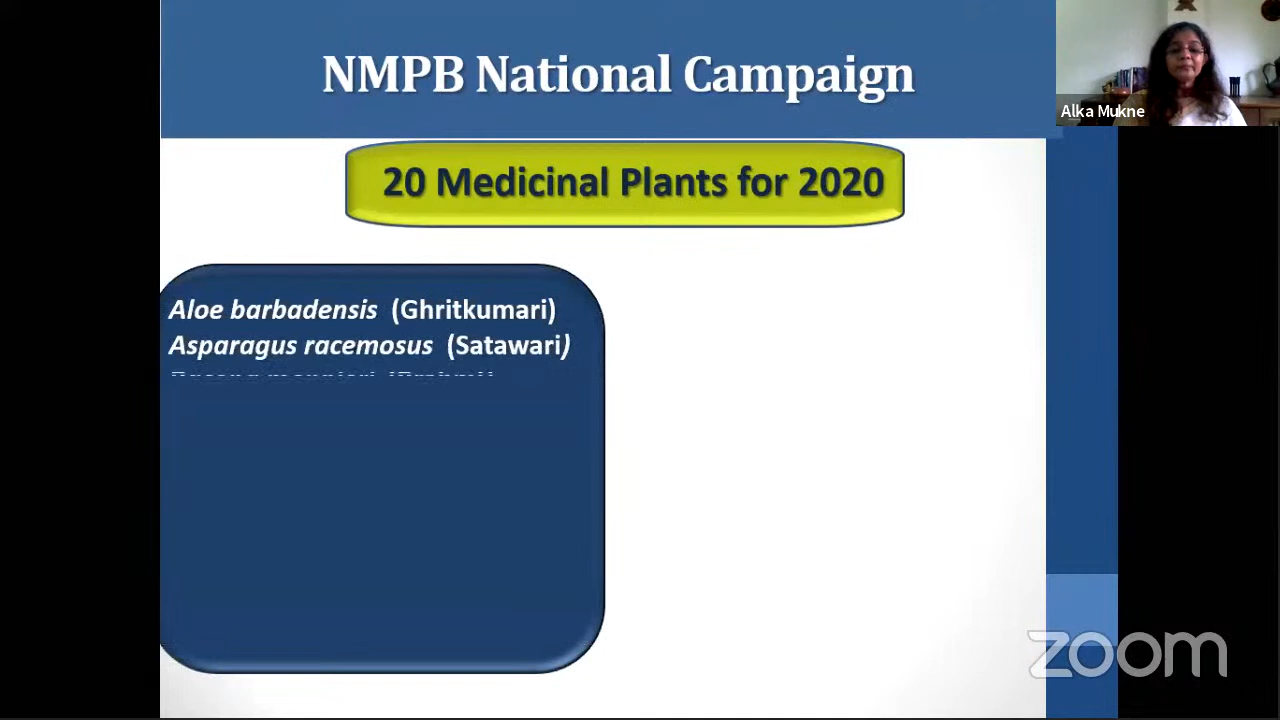 NMPB National Campaign
Alka Mukne
20 Medicinal Plants for 2020
Aloe barbadensis (Ghritkumari)
Asparagus racemosus (Satawari)
zoom